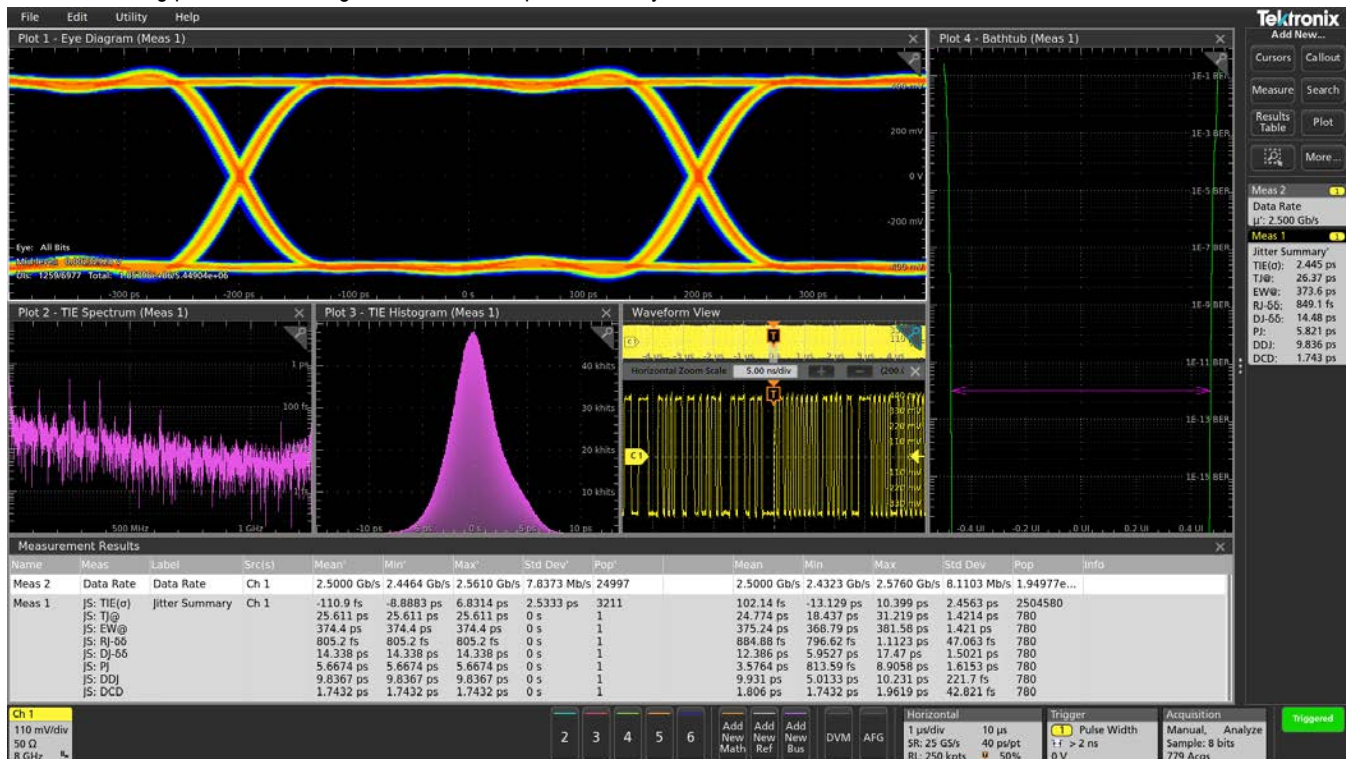 File Edit Utility Help
Tektronix
Add New...
Cursors Callout
Measure Search
Results Table Plot
More...
Plot 1 - Eye Diagram (Meas 1)
200 mV
0 V
-200 mV
Eye: All Bits
-300 ps -200 ps -100 ps 0 s 100 ps 200 ps 300 ps
Plot 4 - Bathtub (Meas 1)
1E-1 BER
1E-3 BER
1E-5 BER
1E-7 BER
1E-9 BER
1E-11 BER
1E-13 BER
1E-15 BER
-0.4 UI -0.2 UI 0 UI 0.2 UI 0.4 UI
Meas 2 1
Data Rate
µ': 2.500 Gb/s
Meas 1 1
Jitter Summary'
TIE(σ): 2.445 ps
TJ@: 26.37 ps
EW@: 373.6 ps
RJ-δδ: 849.1 fs
DJ-δδ: 14.48 ps
PJ: 5.821 ps
DDJ: 9.836 ps
DCD: 1.743 ps
Plot 2 - TIE Spectrum (Meas 1)
1 ps
100 fs
1 fs
500 MHz 1 GHz
Plot 3 - TIE Histogram (Meas 1)
40 khits
30 khits
20 khits
10 khits
-10 ps -5 ps 0 s 5 ps 10 ps
Waveform View
T
Horizontal Zoom Scale 5.00 ns/div
T
C1
Measurement Results
Name Meas Label Src(s) Mean' Min' Max' Std Dev' Pop' Mean Min Max Std Dev Pop Info
Meas 2 Data Rate Data Rate Ch 1 2.5000 Gb/s 2.4464 Gb/s 2.5610 Gb/s 7.8373 Mb/s 24997 2.5000 Gb/s 2.4323 Gb/s 2.5760 Gb/s 8.1103 Mb/s 1.94977e...
Meas 1 JS: TIE(σ) Jitter Summary Ch 1 -110.9 fs -8.8883 ps 6.8314 ps 2.5333 ps 3211 102.14 fs -13.129 ps 10.399 ps 2.4563 ps 2504580
JS: TJ@ 25.611 ps 25.611 ps 25.611 ps 0 s 1 24.774 ps 18.437 ps 31.219 ps 1.4214 ps 780
JS: EW@ 374.4 ps 374.4 ps 374.4 ps 0 s 1 375.24 ps 368.79 ps 381.58 ps 1.421 ps 780
JS: RJ-δδ 805.2 fs 805.2 fs 805.2 fs 0 s 1 884.88 fs 796.62 fs 1.1123 ps 47.063 fs 780
JS: DJ-δδ 14.338 ps 14.338 ps 14.338 ps 0 s 1 12.386 ps 5.9527 ps 17.47 ps 1.5021 ps 780
JS: PJ 5.6674 ps 5.6674 ps 5.6674 ps 0 s 1 3.5764 ps 813.59 fs 8.9058 ps 1.6153 ps 780
JS: DDJ 9.8367 ps 9.8367 ps 9.8367 ps 0 s 1 9.931 ps 5.0133 ps 10.231 ps 221.7 fs 780
JS: DCD 1.7432 ps 1.7432 ps 1.7432 ps 0 s 1 1.806 ps 1.7432 ps 1.9619 ps 42.821 fs 780
Ch 1
110 mV/div
50 Ω
8 GHz
2 3 4 5 6
Add New Math
Add New Ref
Add New Bus
DVM AFG
Horizontal
1 µs/div 10 µs
SR: 25 GS/s 40 ps/pt
RL: 250 kpts 50%
Trigger
1 Pulse Width
> 2 ns
0 V
Acquisition
Manual, Analyze
Sample: 8 bits
779 Acqs
Triggered